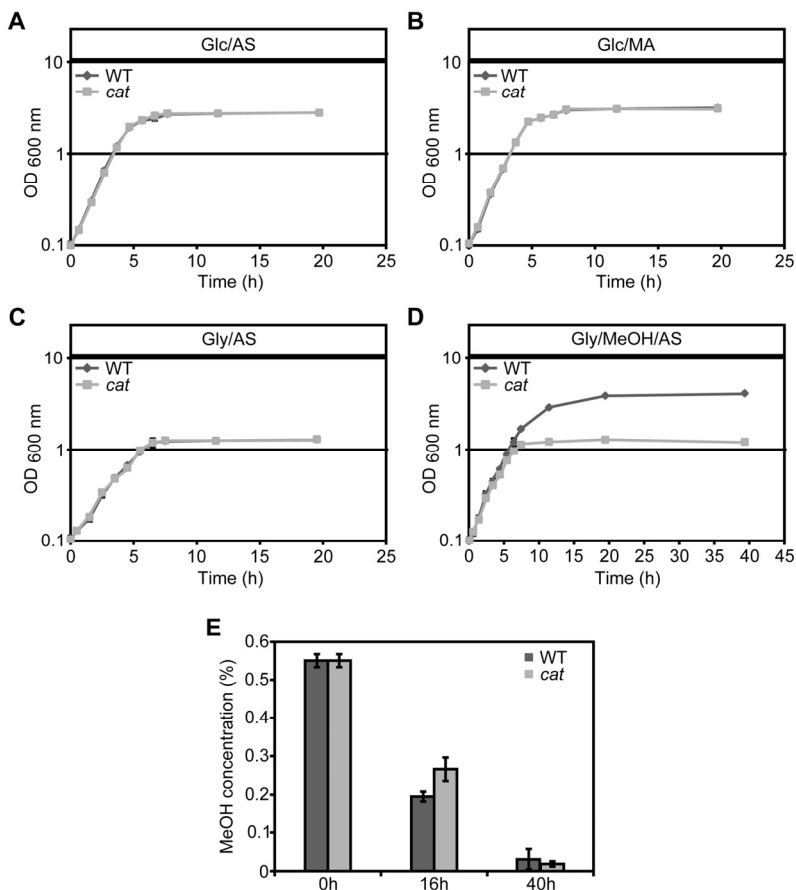 A
Glc/AS
10
1
0.1
OD 600 nm
WT
cat
0 5 10 15 20 25
Time (h)
B
Glc/MA
10
1
0.1
OD 600 nm
WT
cat
0 5 10 15 20 25
Time (h)
C
Gly/AS
10
1
0.1
OD 600 nm
WT
cat
0 5 10 15 20 25
Time (h)
D
Gly/MeOH/AS
10
1
0.1
OD 600 nm
WT
cat
0 5 10 15 20 25 30 35 40 45
Time (h)
E
0.6
0.5
0.4
0.3
0.2
0.1
0
MeOH concentration (%)
WT
cat
0h 16h 40h